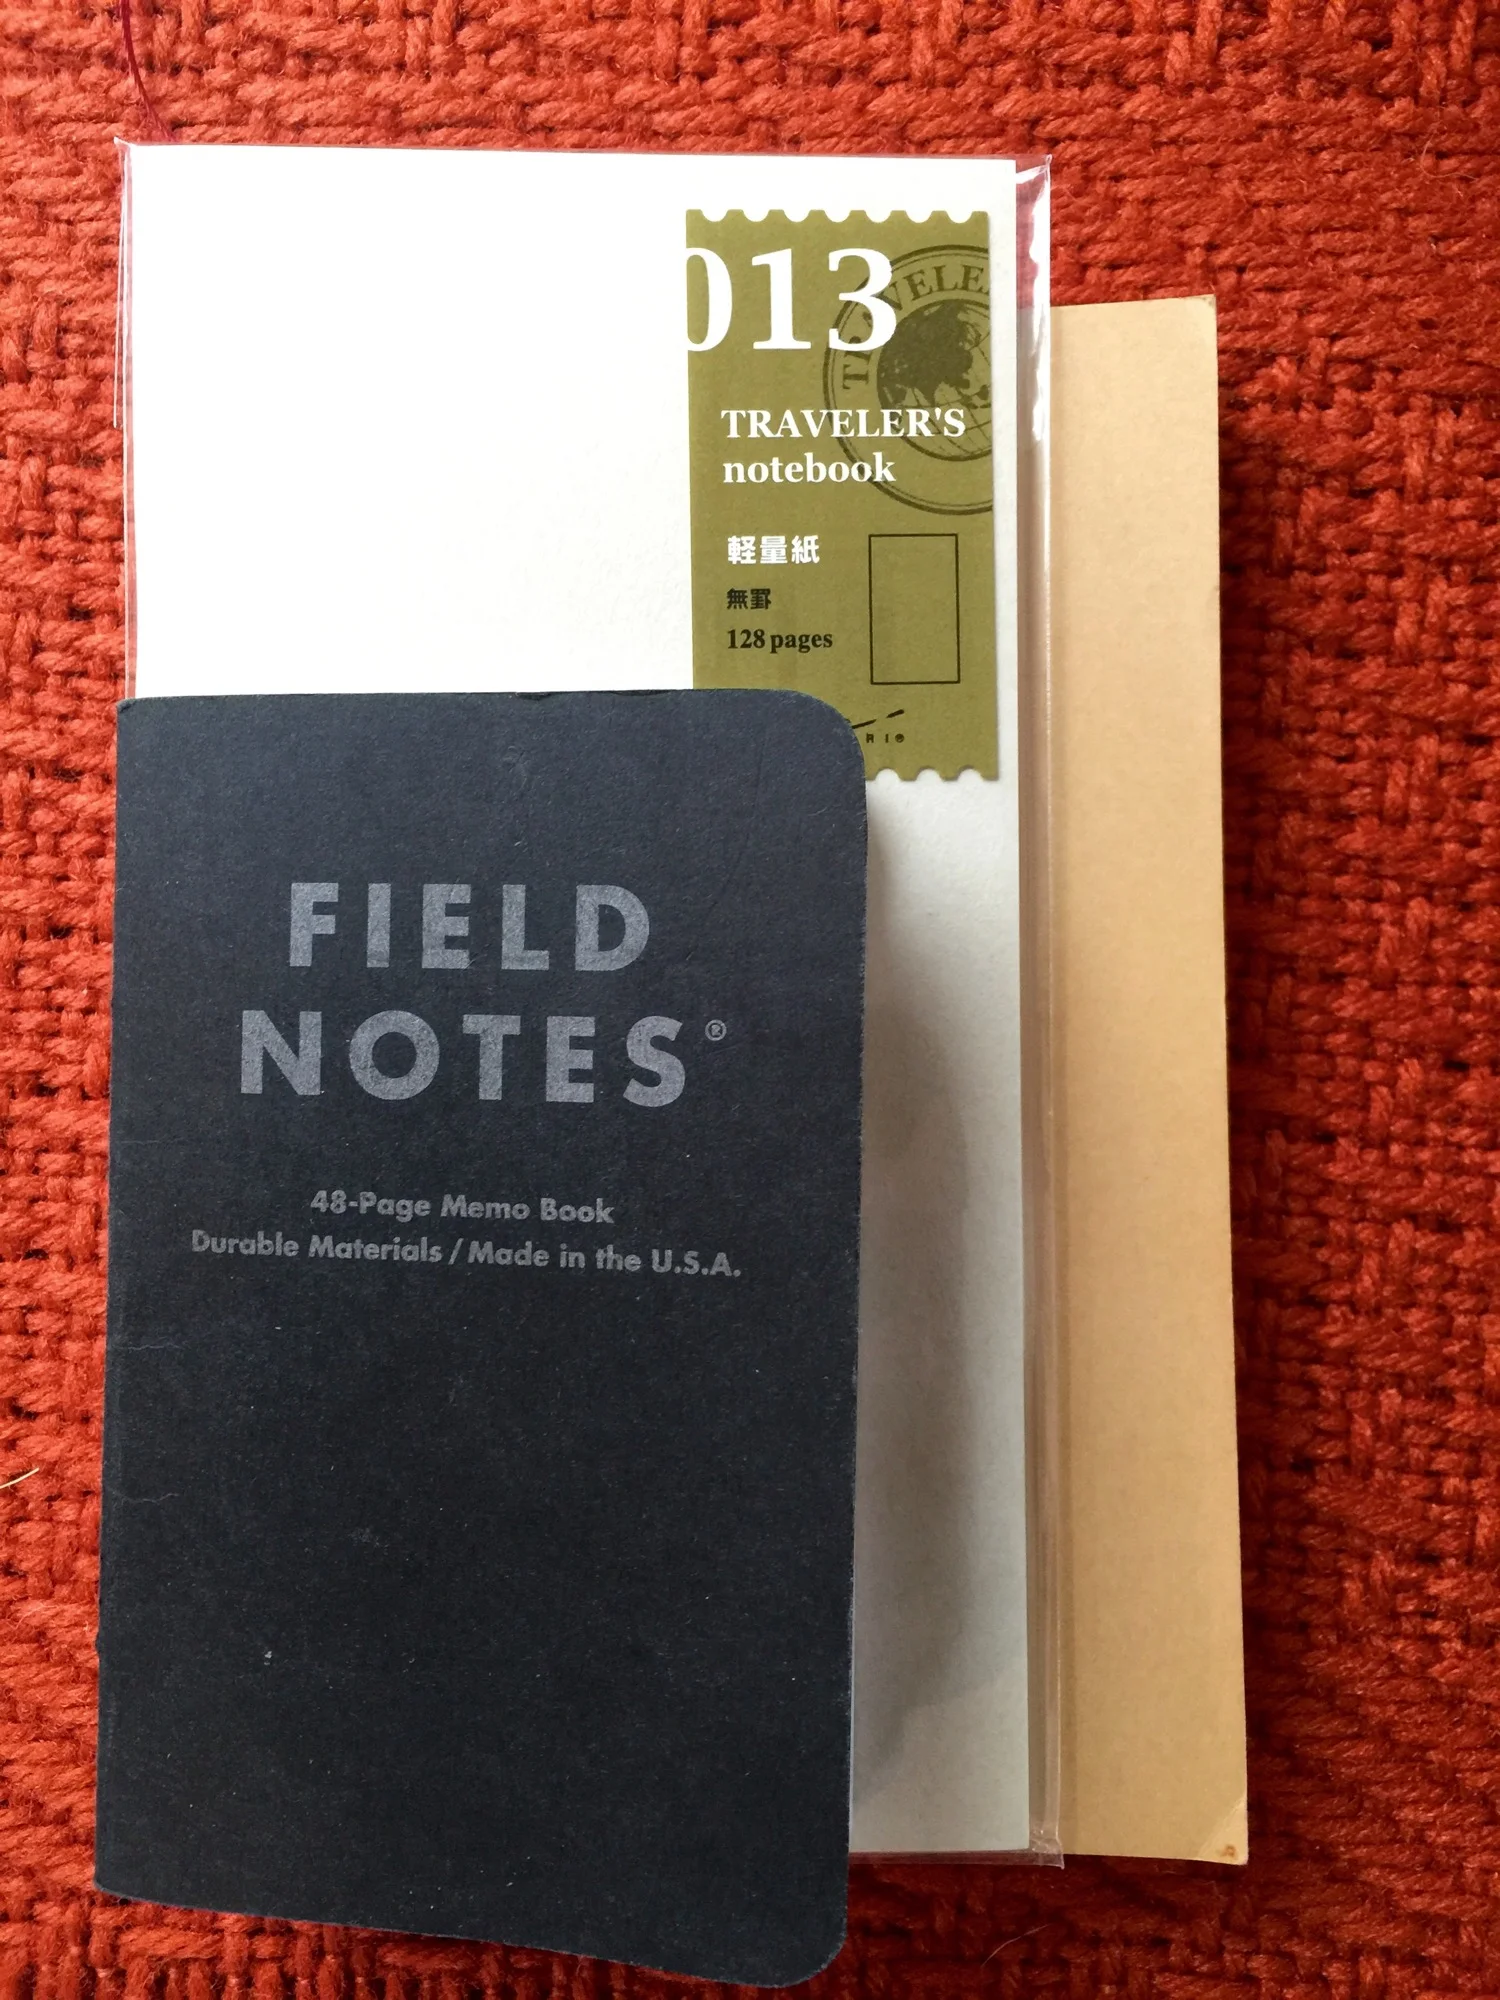 013
TRAVELER'S
notebook
軽量紙
無罫
128 pages
FIELD
NOTES®
48-Page Memo Book
Durable Materials / Made in the U.S.A.